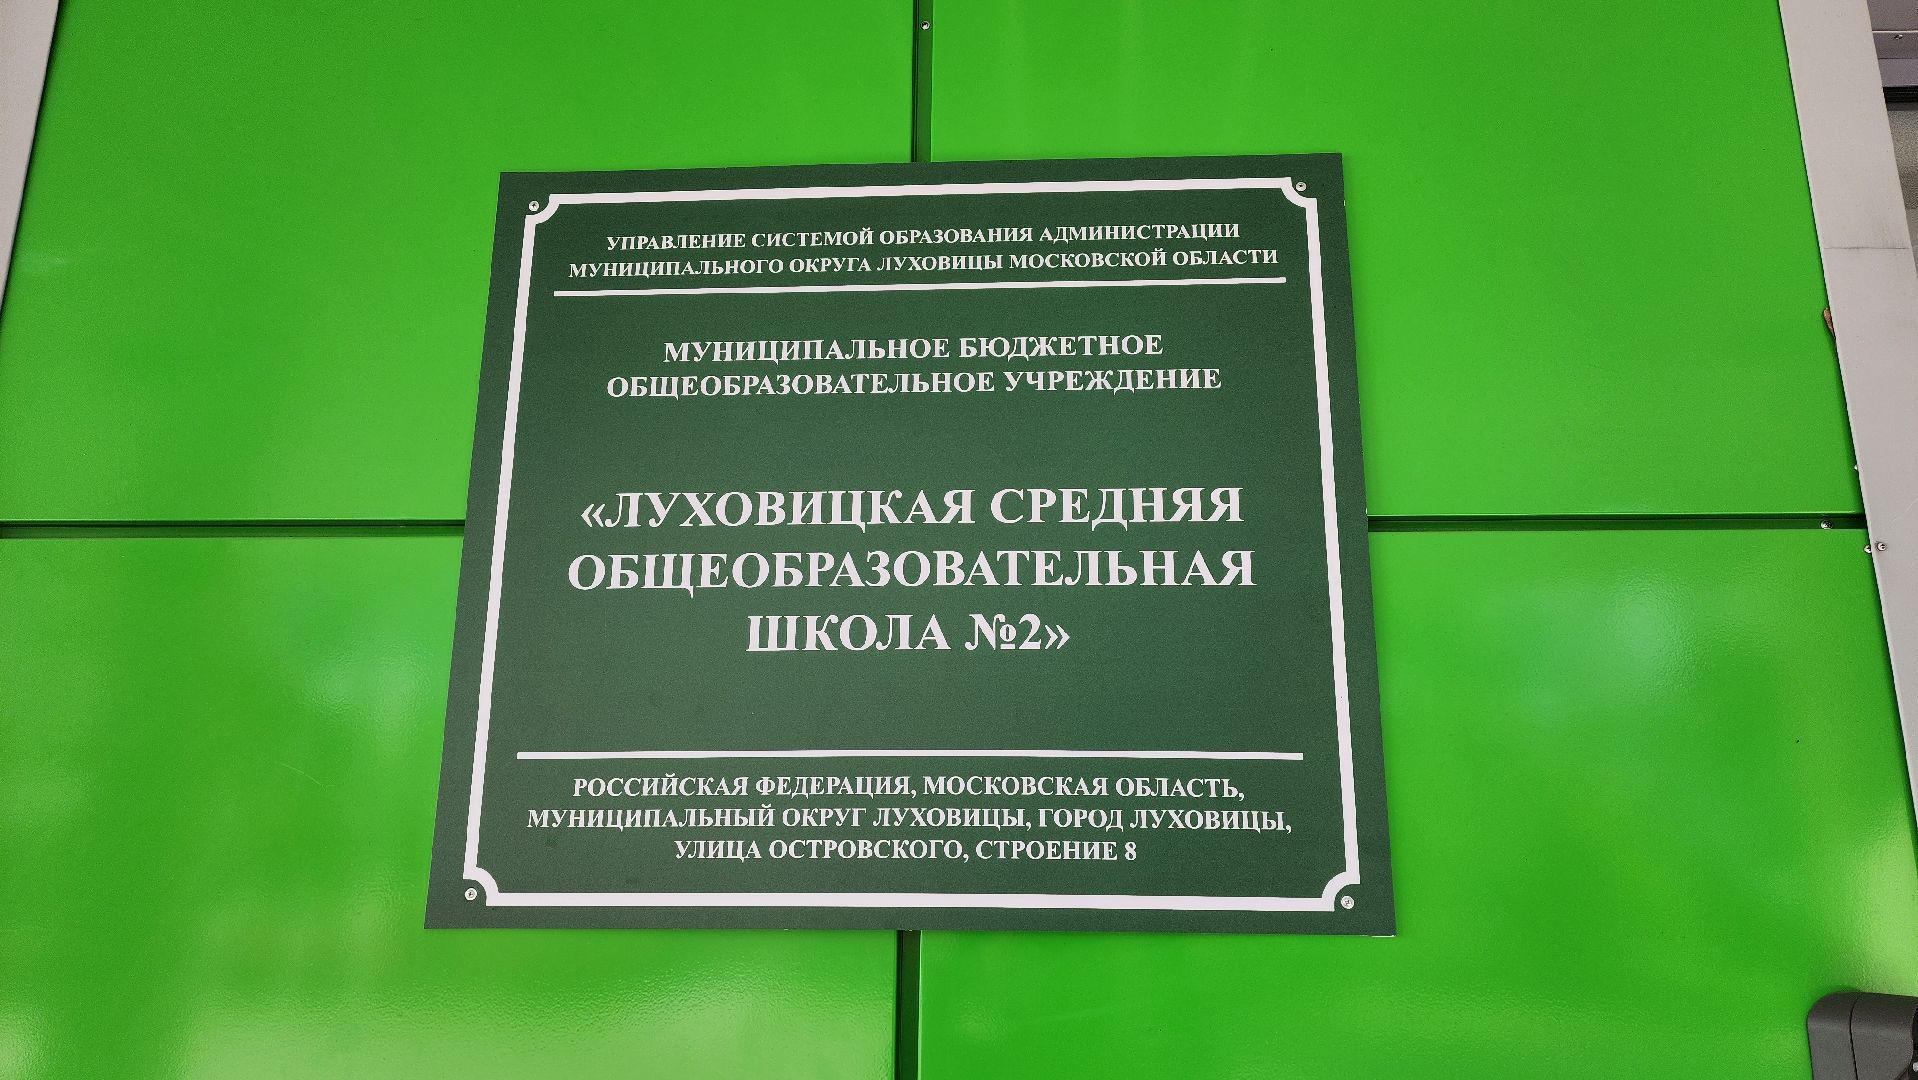 УПРАВЛЕНИЕ СИСТЕМОЙ ОБРАЗОВАНИЯ АДМИНИСТРАЦИИ
МУНИЦИПАЛЬНОГО ОКРУГА ЛУХОВИЦЫ МОСКОВСКОЙ ОБЛАСТИ
МУНИЦИПАЛЬНОЕ БЮДЖЕТНОЕ
ОБЩЕОБРАЗОВАТЕЛЬНОЕ УЧРЕЖДЕНИЕ
«ЛУХОВИЦКАЯ СРЕДНЯЯ
ОБЩЕОБРАЗОВАТЕЛЬНАЯ
ШКОЛА №2»
РОССИЙСКАЯ ФЕДЕРАЦИЯ, МОСКОВСКАЯ ОБЛАСТЬ,
МУНИЦИПАЛЬНЫЙ ОКРУГ ЛУХОВИЦЫ, ГОРОД ЛУХОВИЦЫ,
УЛИЦА ОСТРОВСКОГО, СТРОЕНИЕ 8